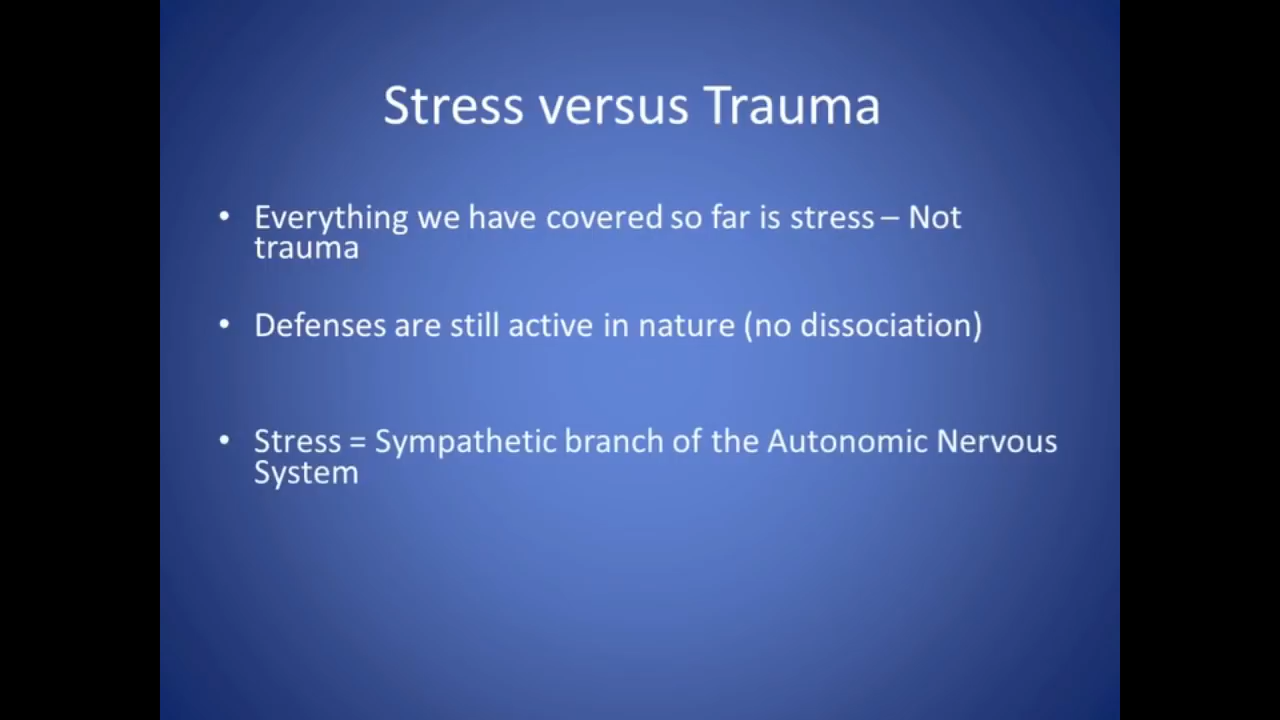 Stress versus Trauma
• Everything we have covered so far is stress – Not
trauma
• Defenses are still active in nature (no dissociation)
• Stress = Sympathetic branch of the Autonomic Nervous
System